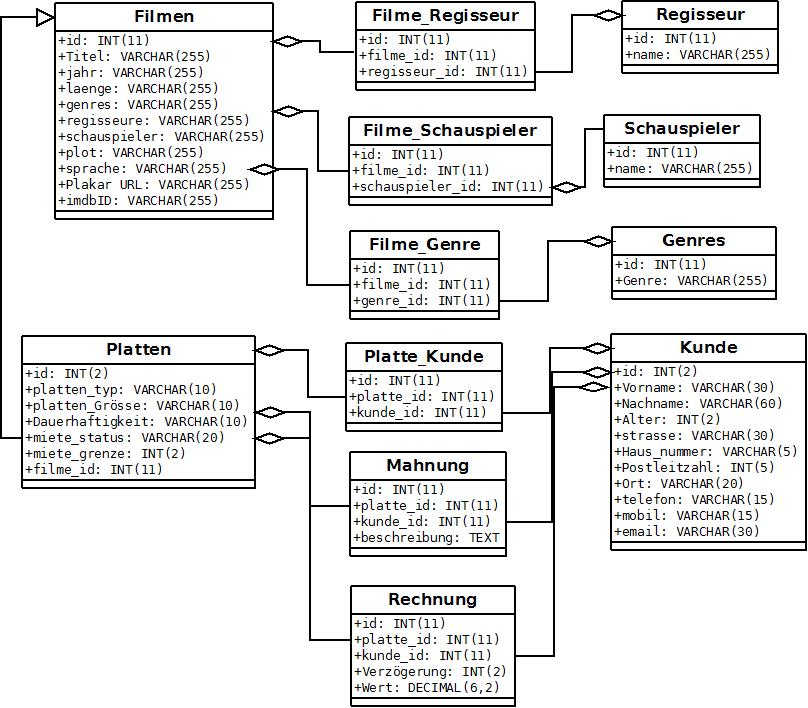 Filmen
+id: INT(11)
+Titel: VARCHAR(255)
+jahr: VARCHAR(255)
+laenge: VARCHAR(255)
+genres: VARCHAR(255)
+regisseure: VARCHAR(255)
+schauspieler: VARCHAR(255)
+plot: VARCHAR(255)
+sprache: VARCHAR(255)
+Plakar URL: VARCHAR(255)
+imdbID: VARCHAR(255)
Filme_Regisseur
+id: INT(11)
+filme_id: INT(11)
+regisseur_id: INT(11)
Regisseur
+id: INT(11)
+name: VARCHAR(255)
Filme_Schauspieler
+id: INT(11)
+filme_id: INT(11)
+schauspieler_id: INT(11)
Schauspieler
+id: INT(11)
+name: VARCHAR(255)
Filme_Genre
+id: INT(11)
+filme_id: INT(11)
+genre_id: INT(11)
Genres
+id: INT(11)
+Genre: VARCHAR(255)
Platten
+id: INT(2)
+platten_typ: VARCHAR(10)
+platten_Grösse: VARCHAR(10)
+Dauerhaftigkeit: VARCHAR(10)
+miete_status: VARCHAR(20)
+miete_grenze: INT(2)
+filme_id: INT(11)
Platte_Kunde
+id: INT(11)
+platte_id: INT(11)
+kunde_id: INT(11)
Kunde
+id: INT(2)
+Vorname: VARCHAR(30)
+Nachname: VARCHAR(60)
+Alter: INT(2)
+strasse: VARCHAR(30)
+Haus_nummer: VARCHAR(5)
+Postleitzahl: INT(5)
+Ort: VARCHAR(20)
+telefon: VARCHAR(15)
+mobil: VARCHAR(15)
+email: VARCHAR(30)
Mahnung
+id: INT(11)
+platte_id: INT(11)
+kunde_id: INT(11)
+beschreibung: TEXT
Rechnung
+id: INT(11)
+platte_id: INT(11)
+kunde_id: INT(11)
+Verzögerung: INT(2)
+Wert: DECIMAL(6,2)